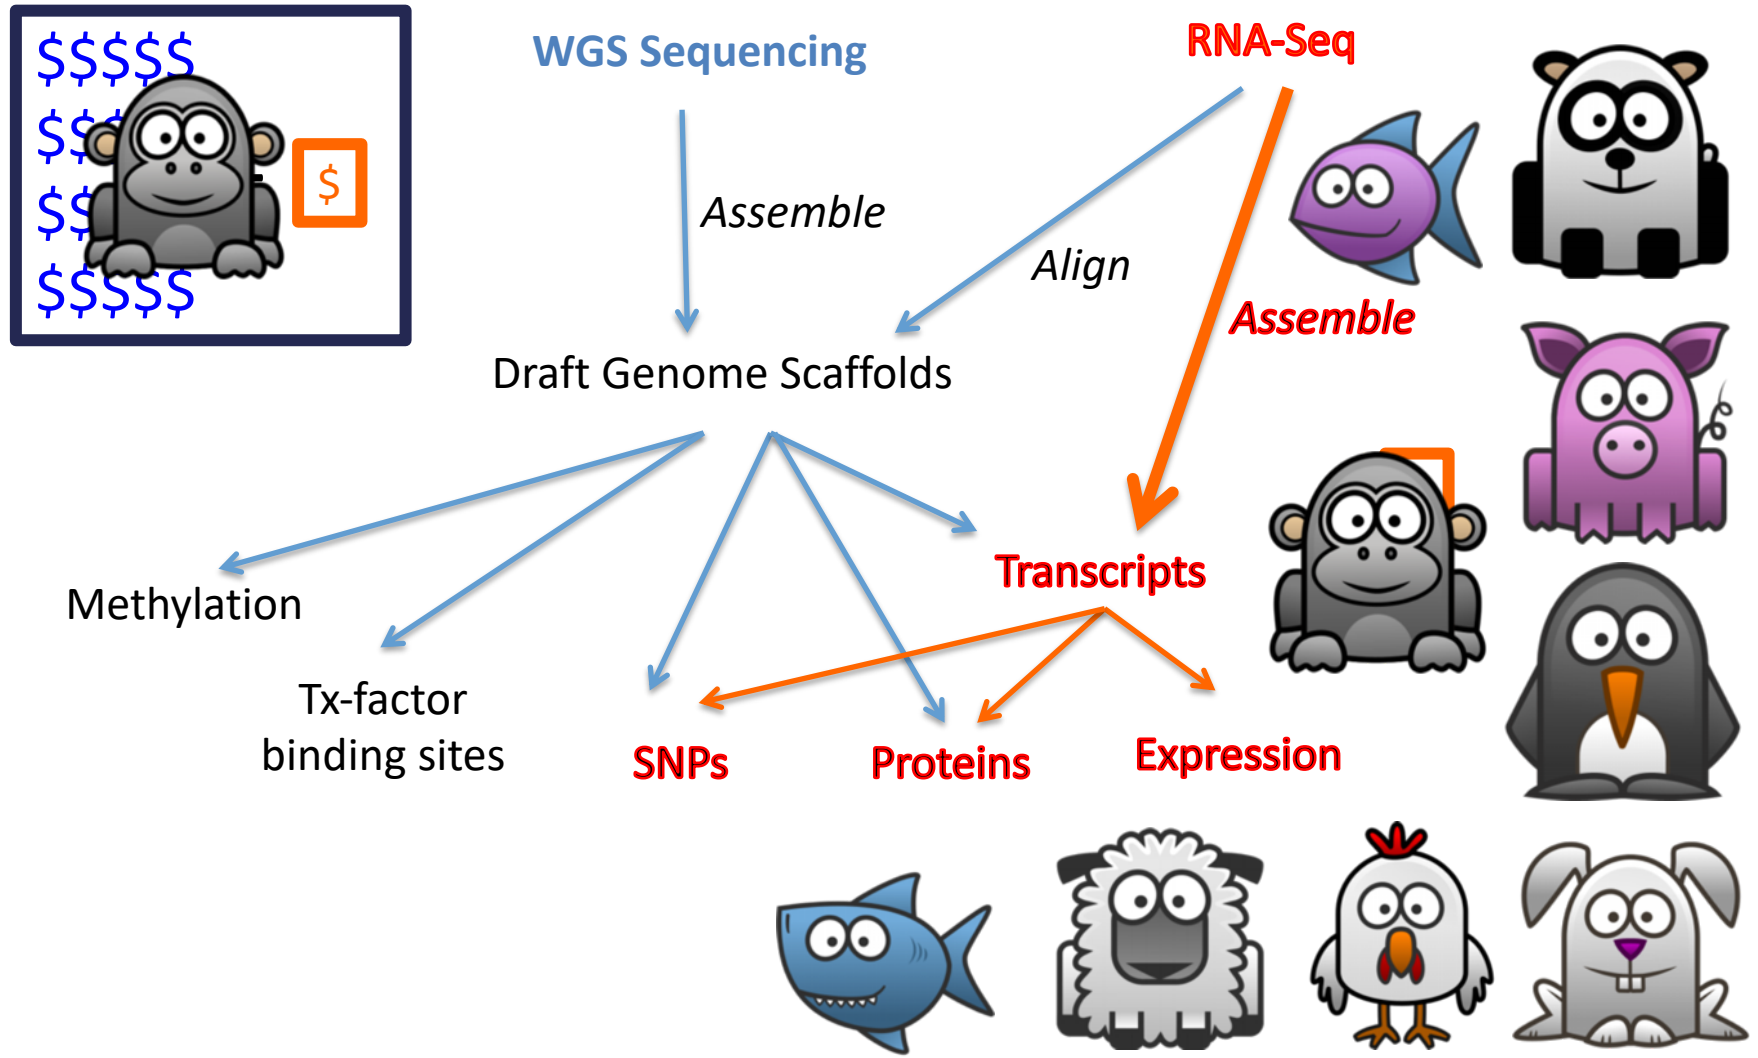 $$$$$
WGS Sequencing
RNA-Seq
$$
$
$$
$$$$$
Assemble
Align
Assemble
Draft Genome Scaffolds
Methylation
Transcripts
Tx-factor
binding sites
SNPs
Proteins
Expression